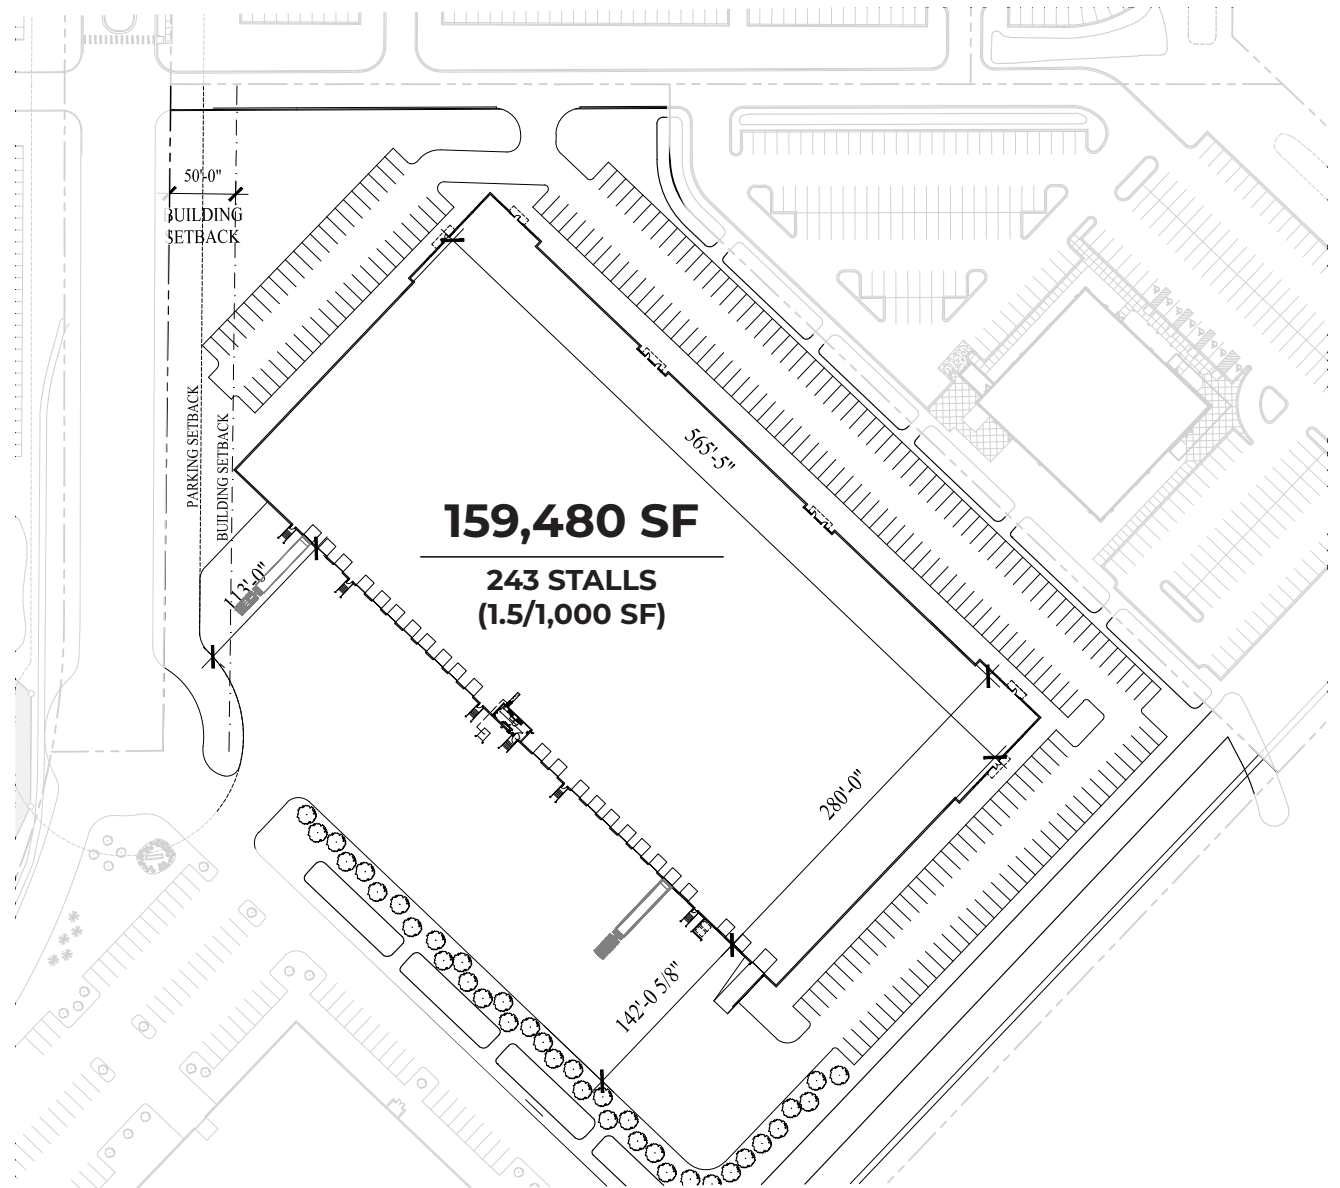 50'-0"
BUILDING
SETBACK
PARKING SETBACK
BUILDING SETBACK
565'-5"
159,480 SF
243 STALLS
(1.5/1,000 SF)
113'-0"
280'-0"
142'-0 5/8"